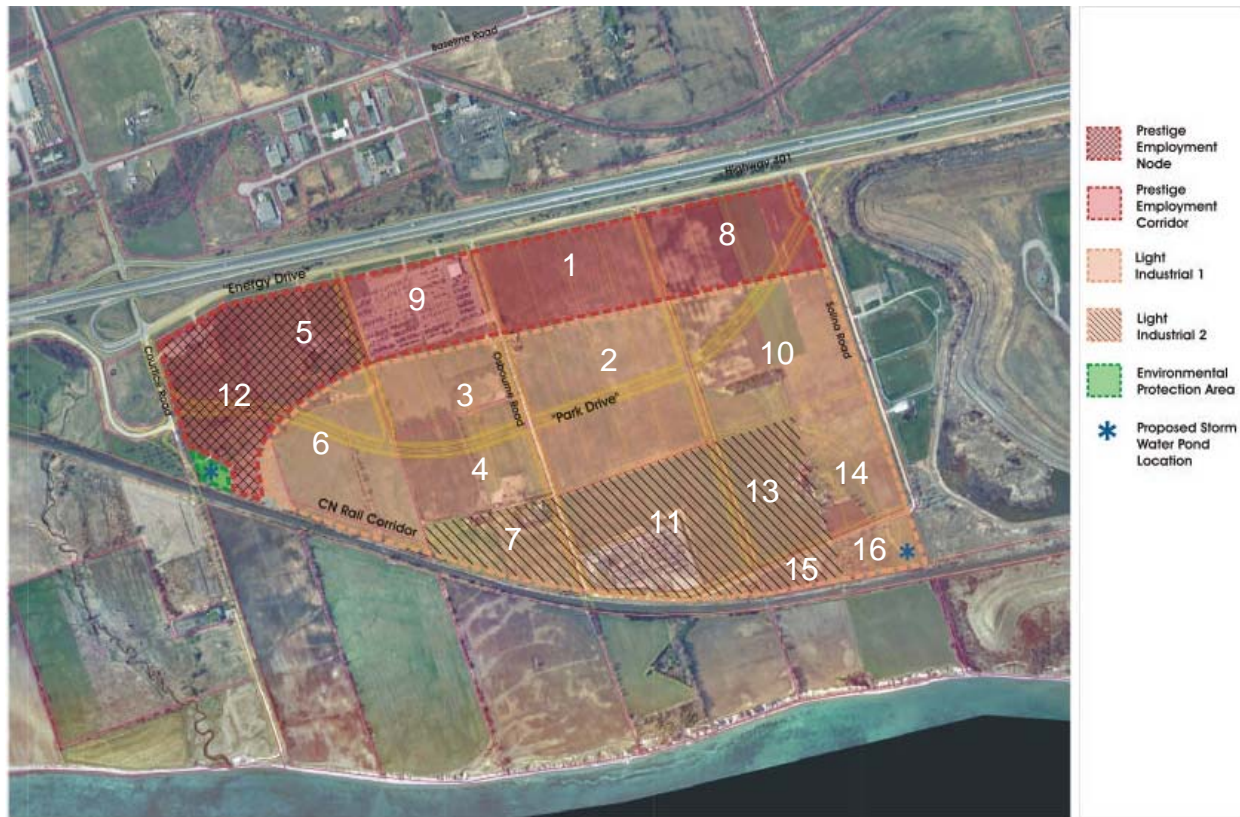 Baseline Road
Highway 401
"Energy Drive"
8
1
9
5
Courtice Road
12
Solina Road
10
2
3
Osbourne Road
"Park Drive"
6
4
14
CN Rail Corridor
13
7
11
16
15
Prestige
Employment
Node
Prestige
Employment
Corridor
Light
Industrial 1
Light
Industrial 2
Environmental
Protection Area
Proposed Storm
Water Pond
Location